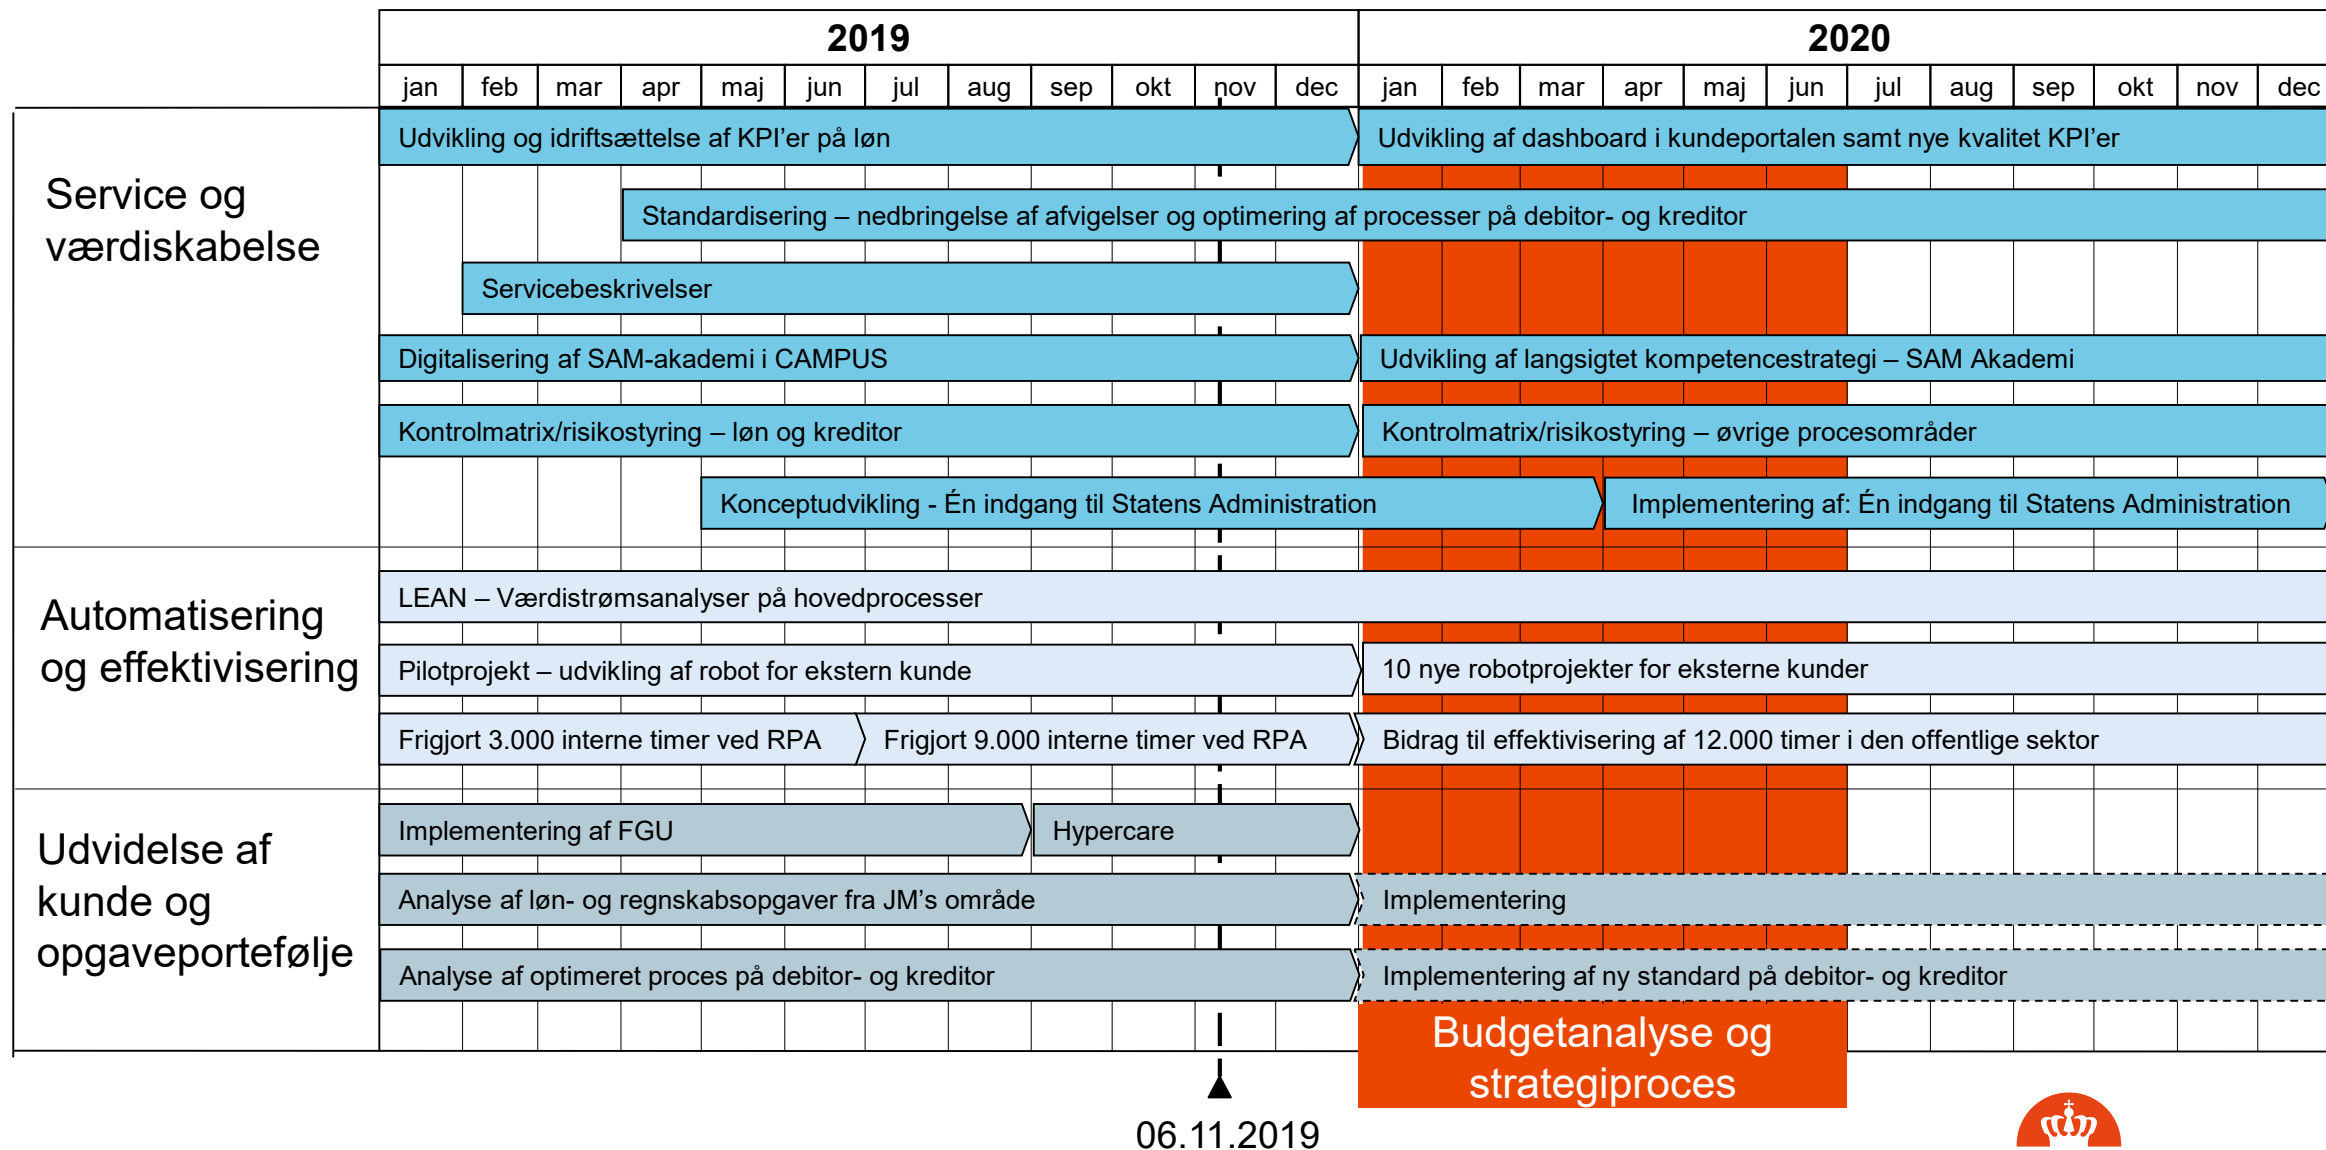 2019
2020
jan feb mar apr maj jun jul aug sep okt nov dec jan feb mar apr maj jun jul aug sep okt nov dec
Service og
værdiskabelse
Udvikling og idriftsættelse af KPI’er på løn
Udvikling af dashboard i kundeportalen samt nye kvalitet KPI’er
Standardisering – nedbringelse af afvigelser og optimering af processer på debitor- og kreditor
Servicebeskrivelser
Digitalisering af SAM-akademi i CAMPUS
Udvikling af langsigtet kompetencestrategi – SAM Akademi
Kontrolmatrix/risikostyring – løn og kreditor
Kontrolmatrix/risikostyring – øvrige procesområder
Konceptudvikling - Én indgang til Statens Administration
Implementering af: Én indgang til Statens Administration
Automatisering
og effektivisering
LEAN – Værdistrømsanalyser på hovedprocesser
Pilotprojekt – udvikling af robot for ekstern kunde
10 nye robotprojekter for eksterne kunder
Frigjort 3.000 interne timer ved RPA
Frigjort 9.000 interne timer ved RPA
Bidrag til effektivisering af 12.000 timer i den offentlige sektor
Udvidelse af
kunde og
opgaveportefølje
Implementering af FGU
Hypercare
Analyse af løn- og regnskabsopgaver fra JM’s område
Implementering
Analyse af optimeret proces på debitor- og kreditor
Implementering af ny standard på debitor- og kreditor
Budgetanalyse og
strategiproces
06.11.2019